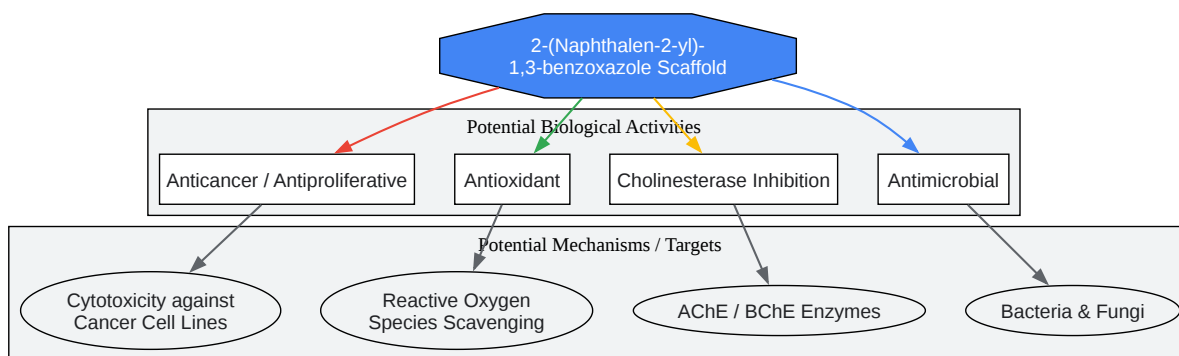 2-(Naphthalen-2-yl)-
1,3-benzoxazole Scaffold
Potential Biological Activities
Anticancer / Antiproliferative
Antioxidant
Cholinesterase Inhibition
Antimicrobial
Potential Mechanisms / Targets
Cytotoxicity against
Cancer Cell Lines
Reactive Oxygen
Species Scavenging
AChE / BChE Enzymes
Bacteria & Fungi